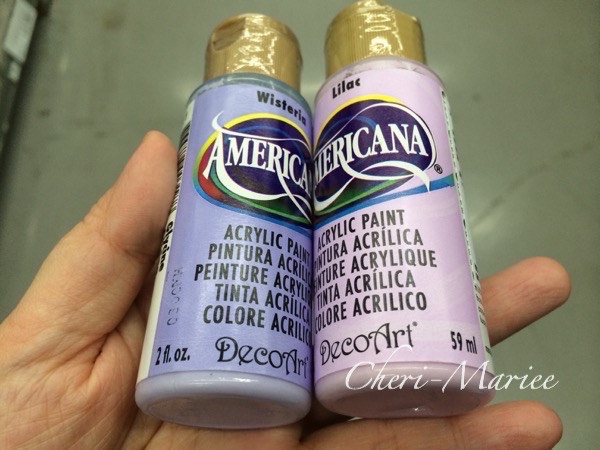 Wisteria
AMERICANA
ACRYLIC PAINT
PINTURA ACRÍLICA
PEINTURE ACRYLIQUE
TINTA ACRÍLICA
COLORE ACRILICO
2 fl. oz.
DecoArt
Lilac
AMERICANA®
ACRYLIC PAINT
PINTURA ACRÍLICA
PEINTURE ACRYLIQUE
TINTA ACRÍLICA
COLORE ACRILICO
DecoArt®
59 ml
Cheri-Mariee